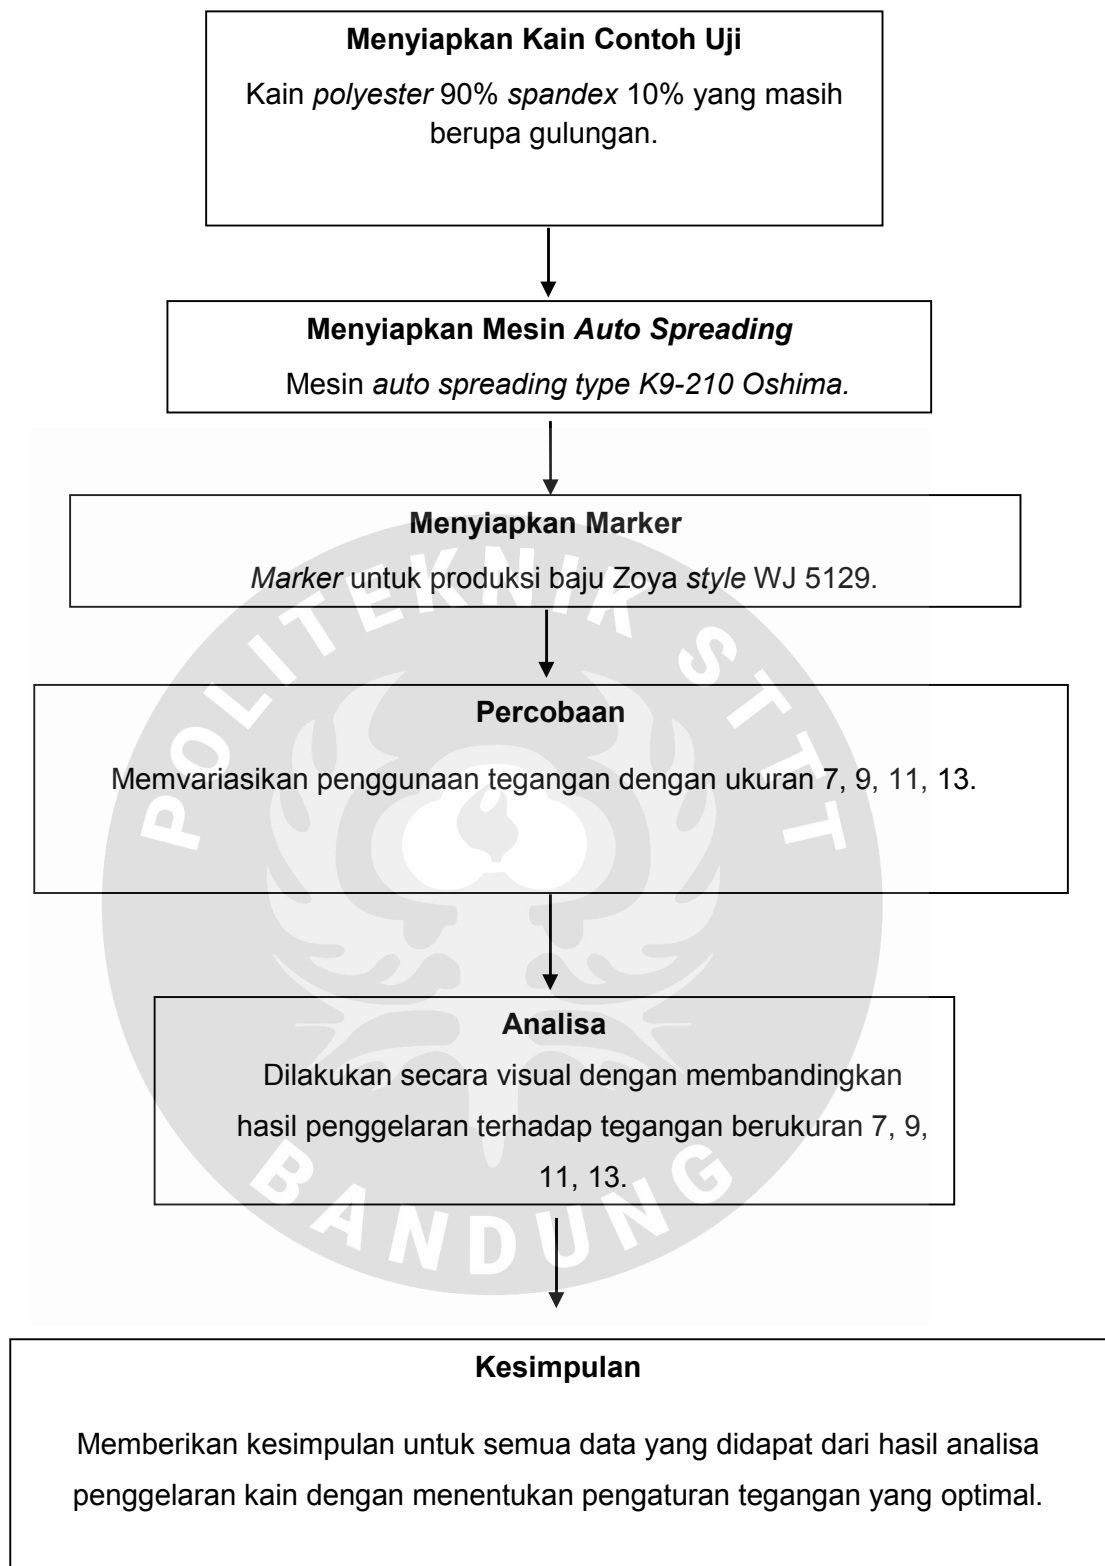 Menyiapkan Kain Contoh Uji
Kain polyester 90% spandex 10% yang masih
berupa gulungan.
Menyiapkan Mesin Auto Spreading
Mesin auto spreading type K9-210 Oshima.
Menyiapkan Marker
Marker untuk produksi baju Zoya style WJ 5129.
Percobaan
Memvariasikan penggunaan tegangan dengan ukuran 7, 9, 11, 13.
Analisa
Dilakukan secara visual dengan membandingkan
hasil penggelaran terhadap tegangan berukuran 7, 9,
11, 13.
Kesimpulan
Memberikan kesimpulan untuk semua data yang didapat dari hasil analisa
penggelaran kain dengan menentukan pengaturan tegangan yang optimal.
POLITEKNIK STTT
BANDUNG